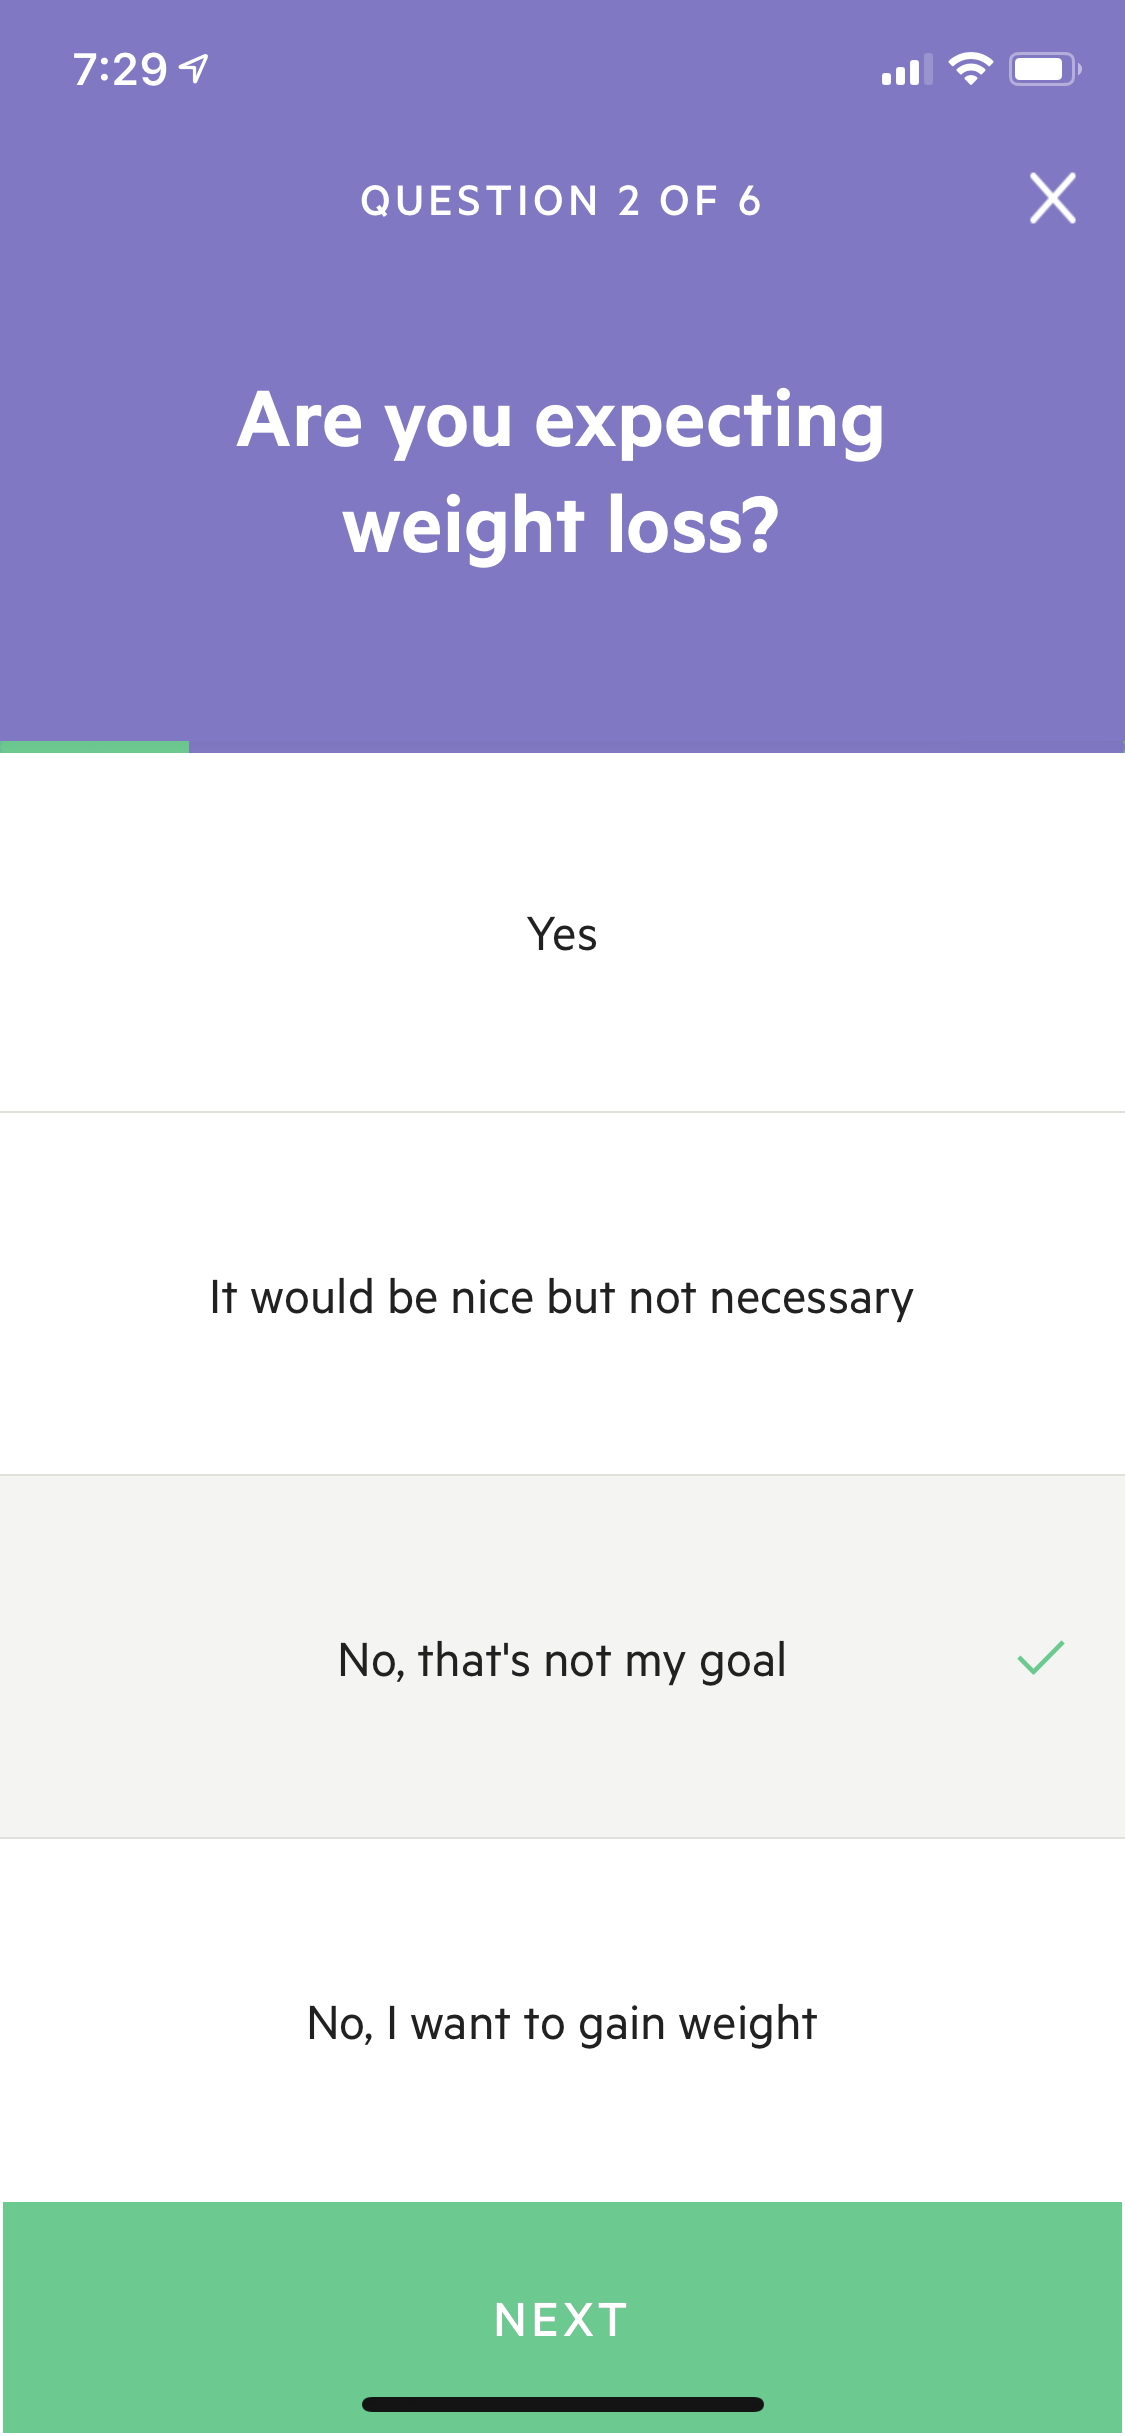 7:29
QUESTION 2 OF 6
Are you expecting
weight loss?
Yes
It would be nice but not necessary
No, that's not my goal
No, I want to gain weight
NEXT